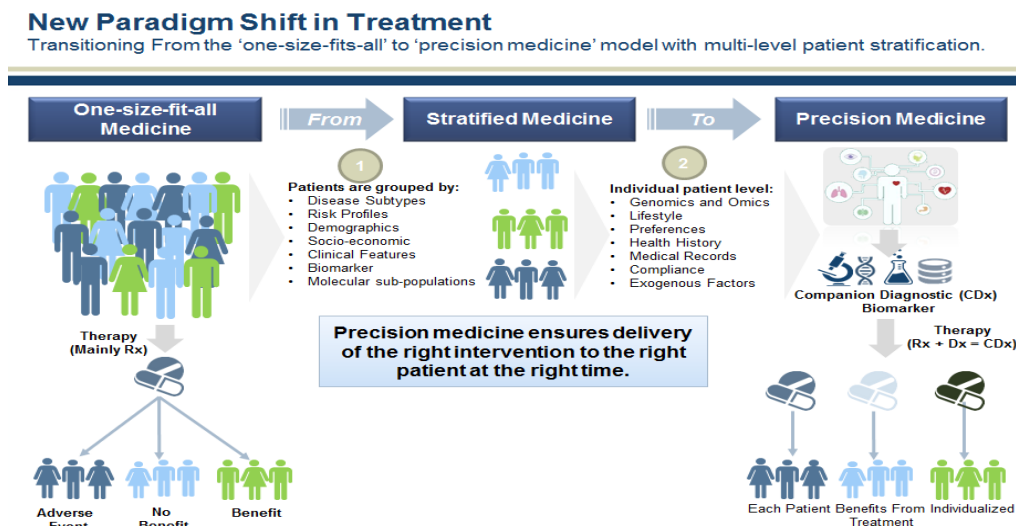 New Paradigm Shift in Treatment
Transitioning From the ‘one-size-fits-all’ to ‘precision medicine’ model with multi-level patient stratification.
One-size-fit-all
Medicine
From
Stratified Medicine
To
Precision Medicine
1
Patients are grouped by:
• Disease Subtypes
• Risk Profiles
• Demographics
• Socio-economic
• Clinical Features
• Biomarker
• Molecular sub-populations
2
Individual patient level:
• Genomics and Omics
• Lifestyle
• Preferences
• Health History
• Medical Records
• Compliance
• Exogenous Factors
Companion Diagnostic (CDx)
Biomarker
Therapy
(Mainly Rx)
Precision medicine ensures delivery
of the right intervention to the right
patient at the right time.
Therapy
(Rx + Dx = CDx)
Adverse
Event
No
Benefit
Benefit
Each Patient Benefits From Individualized
Treatment